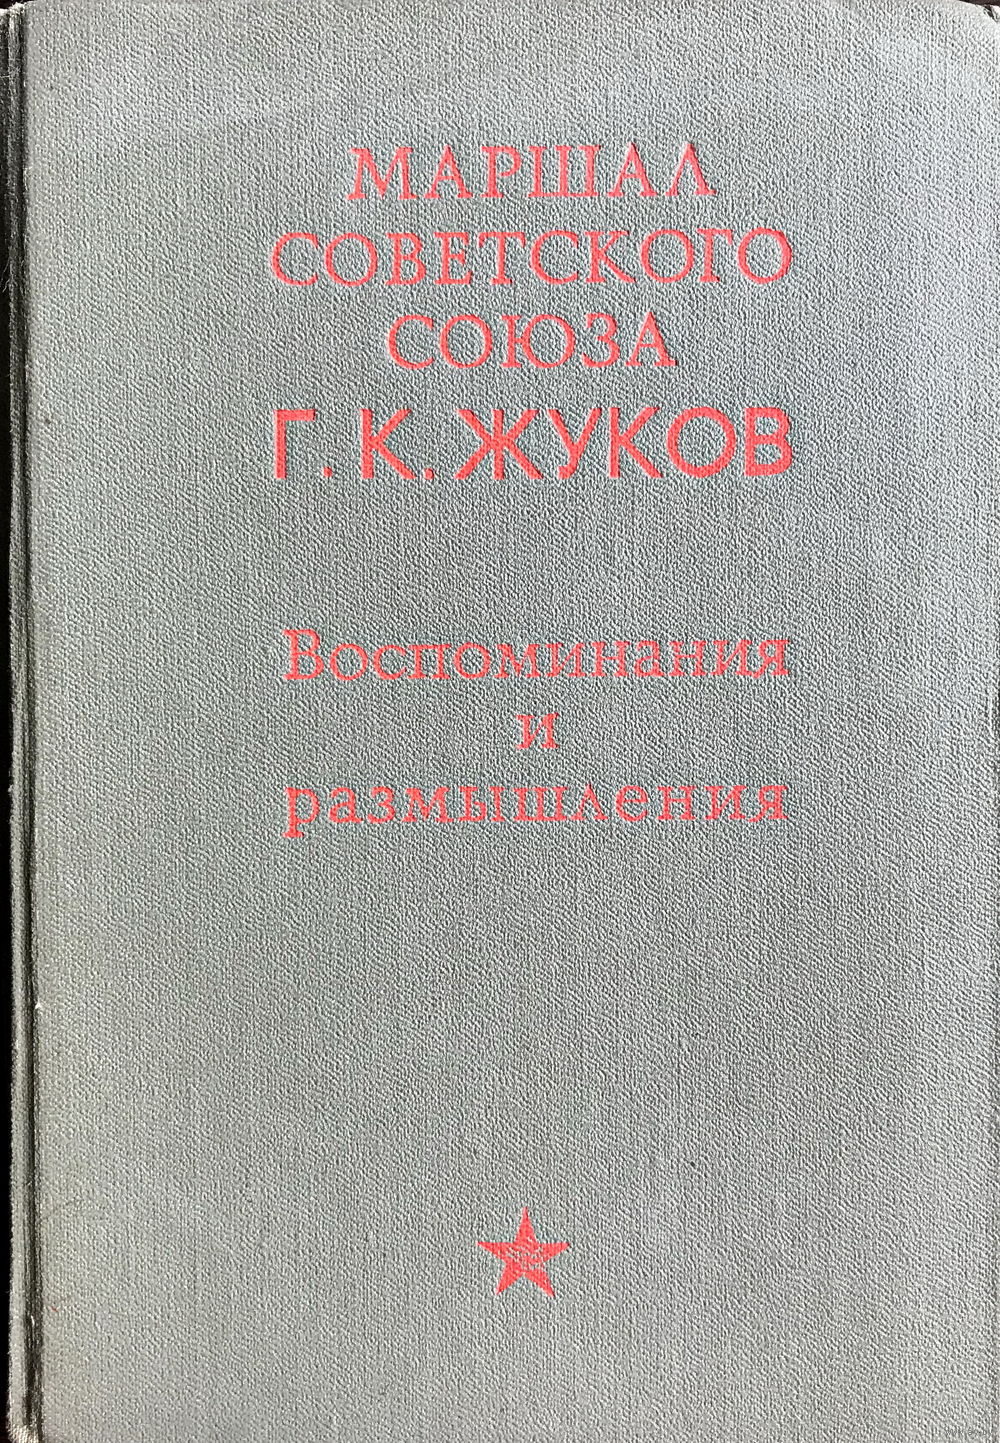 МАРШАЛ
СОВЕТСКОГО
СОЮЗА
Г. К. ЖУКОВ
Воспоминания
и
размышления